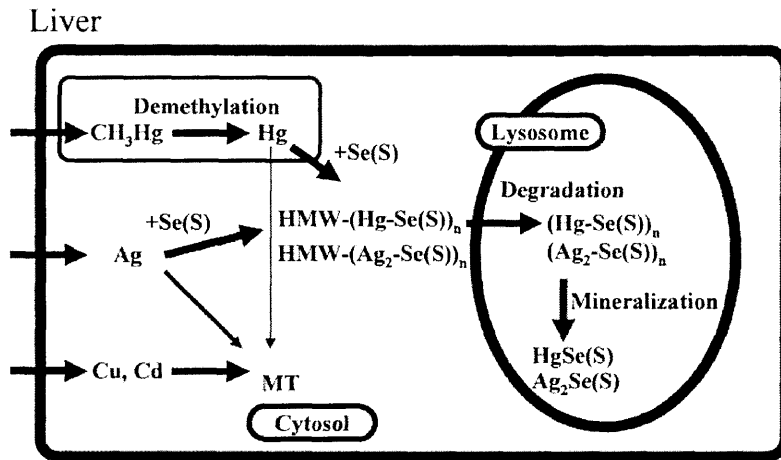 Liver
Demethylation
CH₃Hg Hg
+Se(S)
Lysosome
Degradation
+Se(S)
HMW-(Hg-Se(S))ₙ
(Hg-Se(S))ₙ
Ag
HMW-(Ag₂-Se(S))ₙ
(Ag₂-Se(S))ₙ
Mineralization
HgSe(S)
Ag₂Se(S)
Cu, Cd
MT
Cytosol